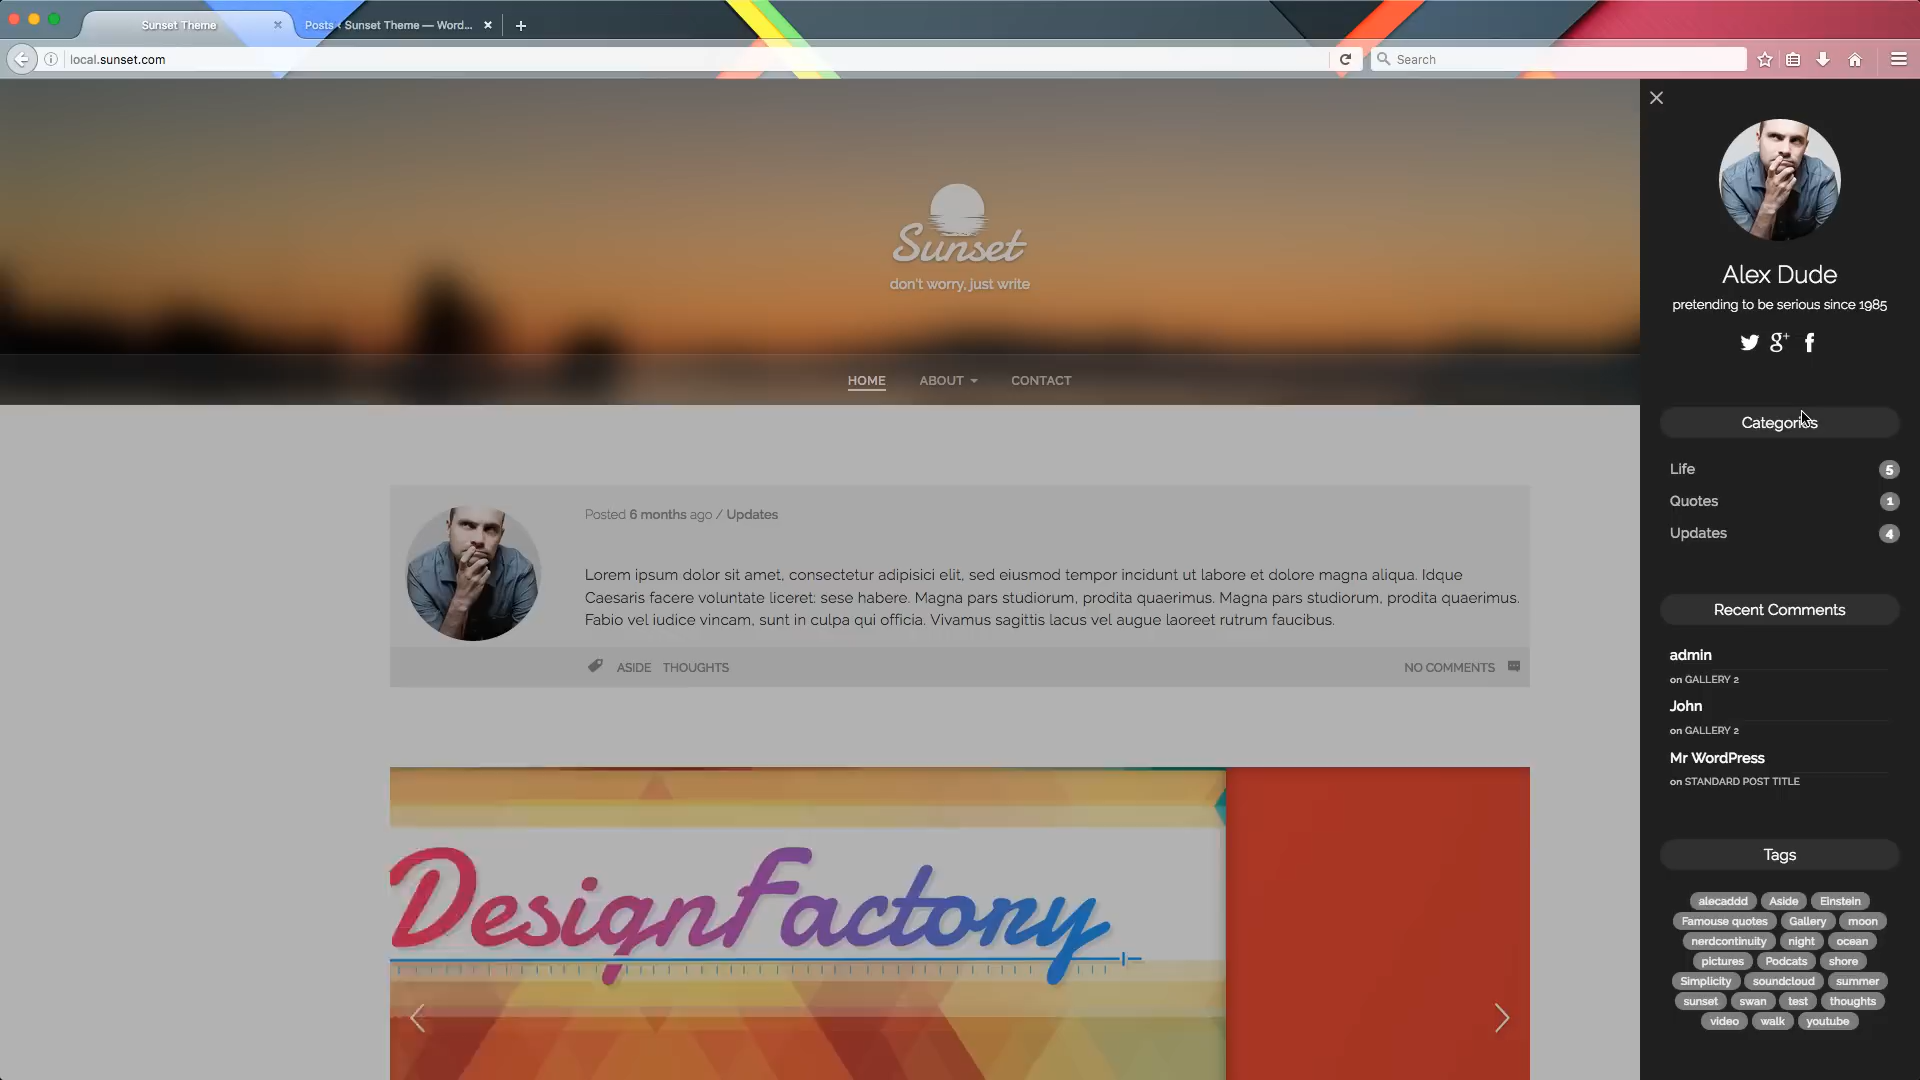 Sunset Theme
Posts ‹ Sunset Theme — Word...
local.sunset.com
Search
Sunset
don't worry, just write
HOME ABOUT CONTACT
Posted 6 months ago / Updates
Lorem ipsum dolor sit amet, consectetur adipisici elit, sed eiusmod tempor incidunt ut labore et dolore magna aliqua. Idque
Caesaris facere voluntate liceret: sese habere. Magna pars studiorum, prodita quaerimus. Magna pars studiorum, prodita quaerimus.
Fabio vel iudice vincam, sunt in culpa qui officia. Vivamus sagittis lacus vel augue laoreet rutrum faucibus.
ASIDE THOUGHTS
NO COMMENTS
DesignFactory
Alex Dude
pretending to be serious since 1985
g+ f
Categories
Life 5
Quotes 1
Updates 4
Recent Comments
admin
on GALLERY 2
John
on GALLERY 2
Mr WordPress
on STANDARD POST TITLE
Tags
alecaddd Aside Einstein
Famouse quotes Gallery moon
nerdcontinuity night ocean
pictures Podcats shore
Simplicity soundcloud summer
sunset swan test thoughts
video walk youtube